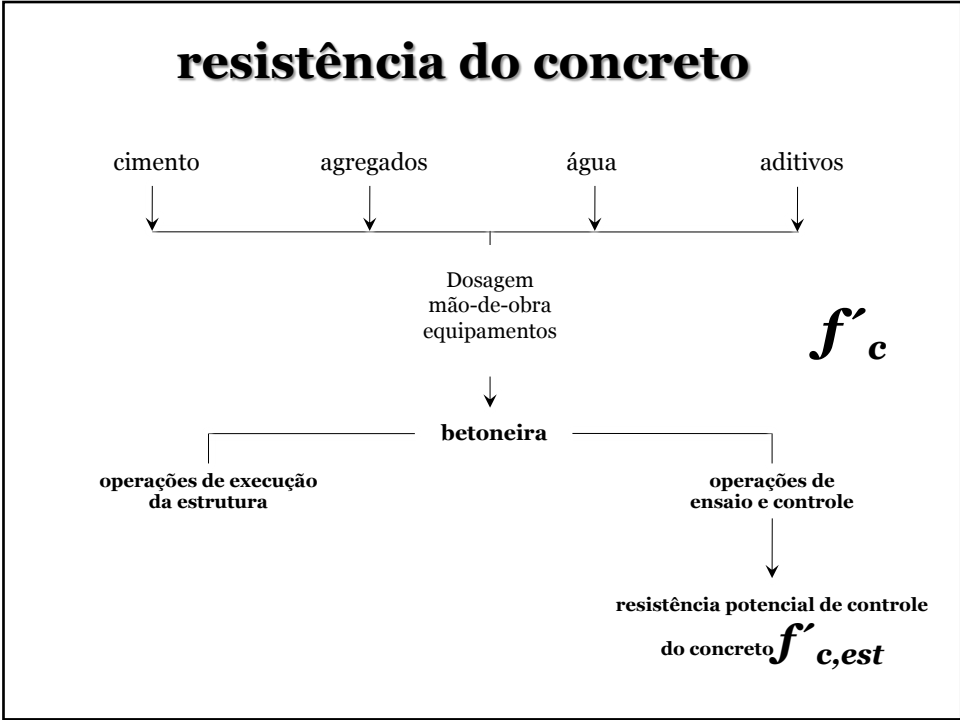 resistência do concreto
cimento agregados água aditivos
Dosagem
mão-de-obra
equipamentos
f´c
betoneira
operações de execução
da estrutura
operações de
ensaio e controle
resistência potencial de controle
do concreto f´c,est